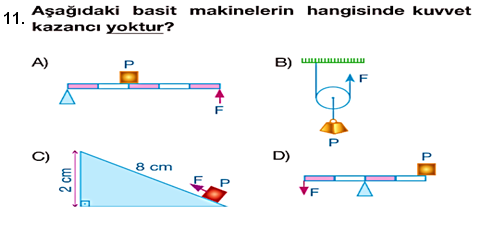 11. Aşağıdaki basit makinelerin hangisinde kuvvet
kazancı yoktur?
A)
P
F
B)
F
P
C)
2 cm
8 cm
F P
D)
P
F